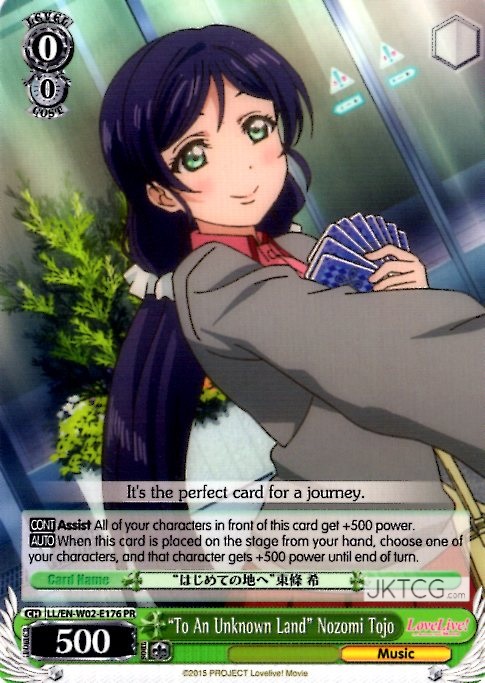 LEVEL
0
0
COST
It's the perfect card for a journey.
CONT Assist All of your characters in front of this card get +500 power.
AUTO When this card is placed on the stage from your hand, choose one of
your characters, and that character gets +500 power until end of turn.
Card Name "はじめての地へ" 東條 希
JKTCG.com
CH LL/EN-W02-E176 PR
500
"To An Unknown Land" Nozomi Tojo
LoveLive!
Music
©2015 PROJECT Lovelive! Movie